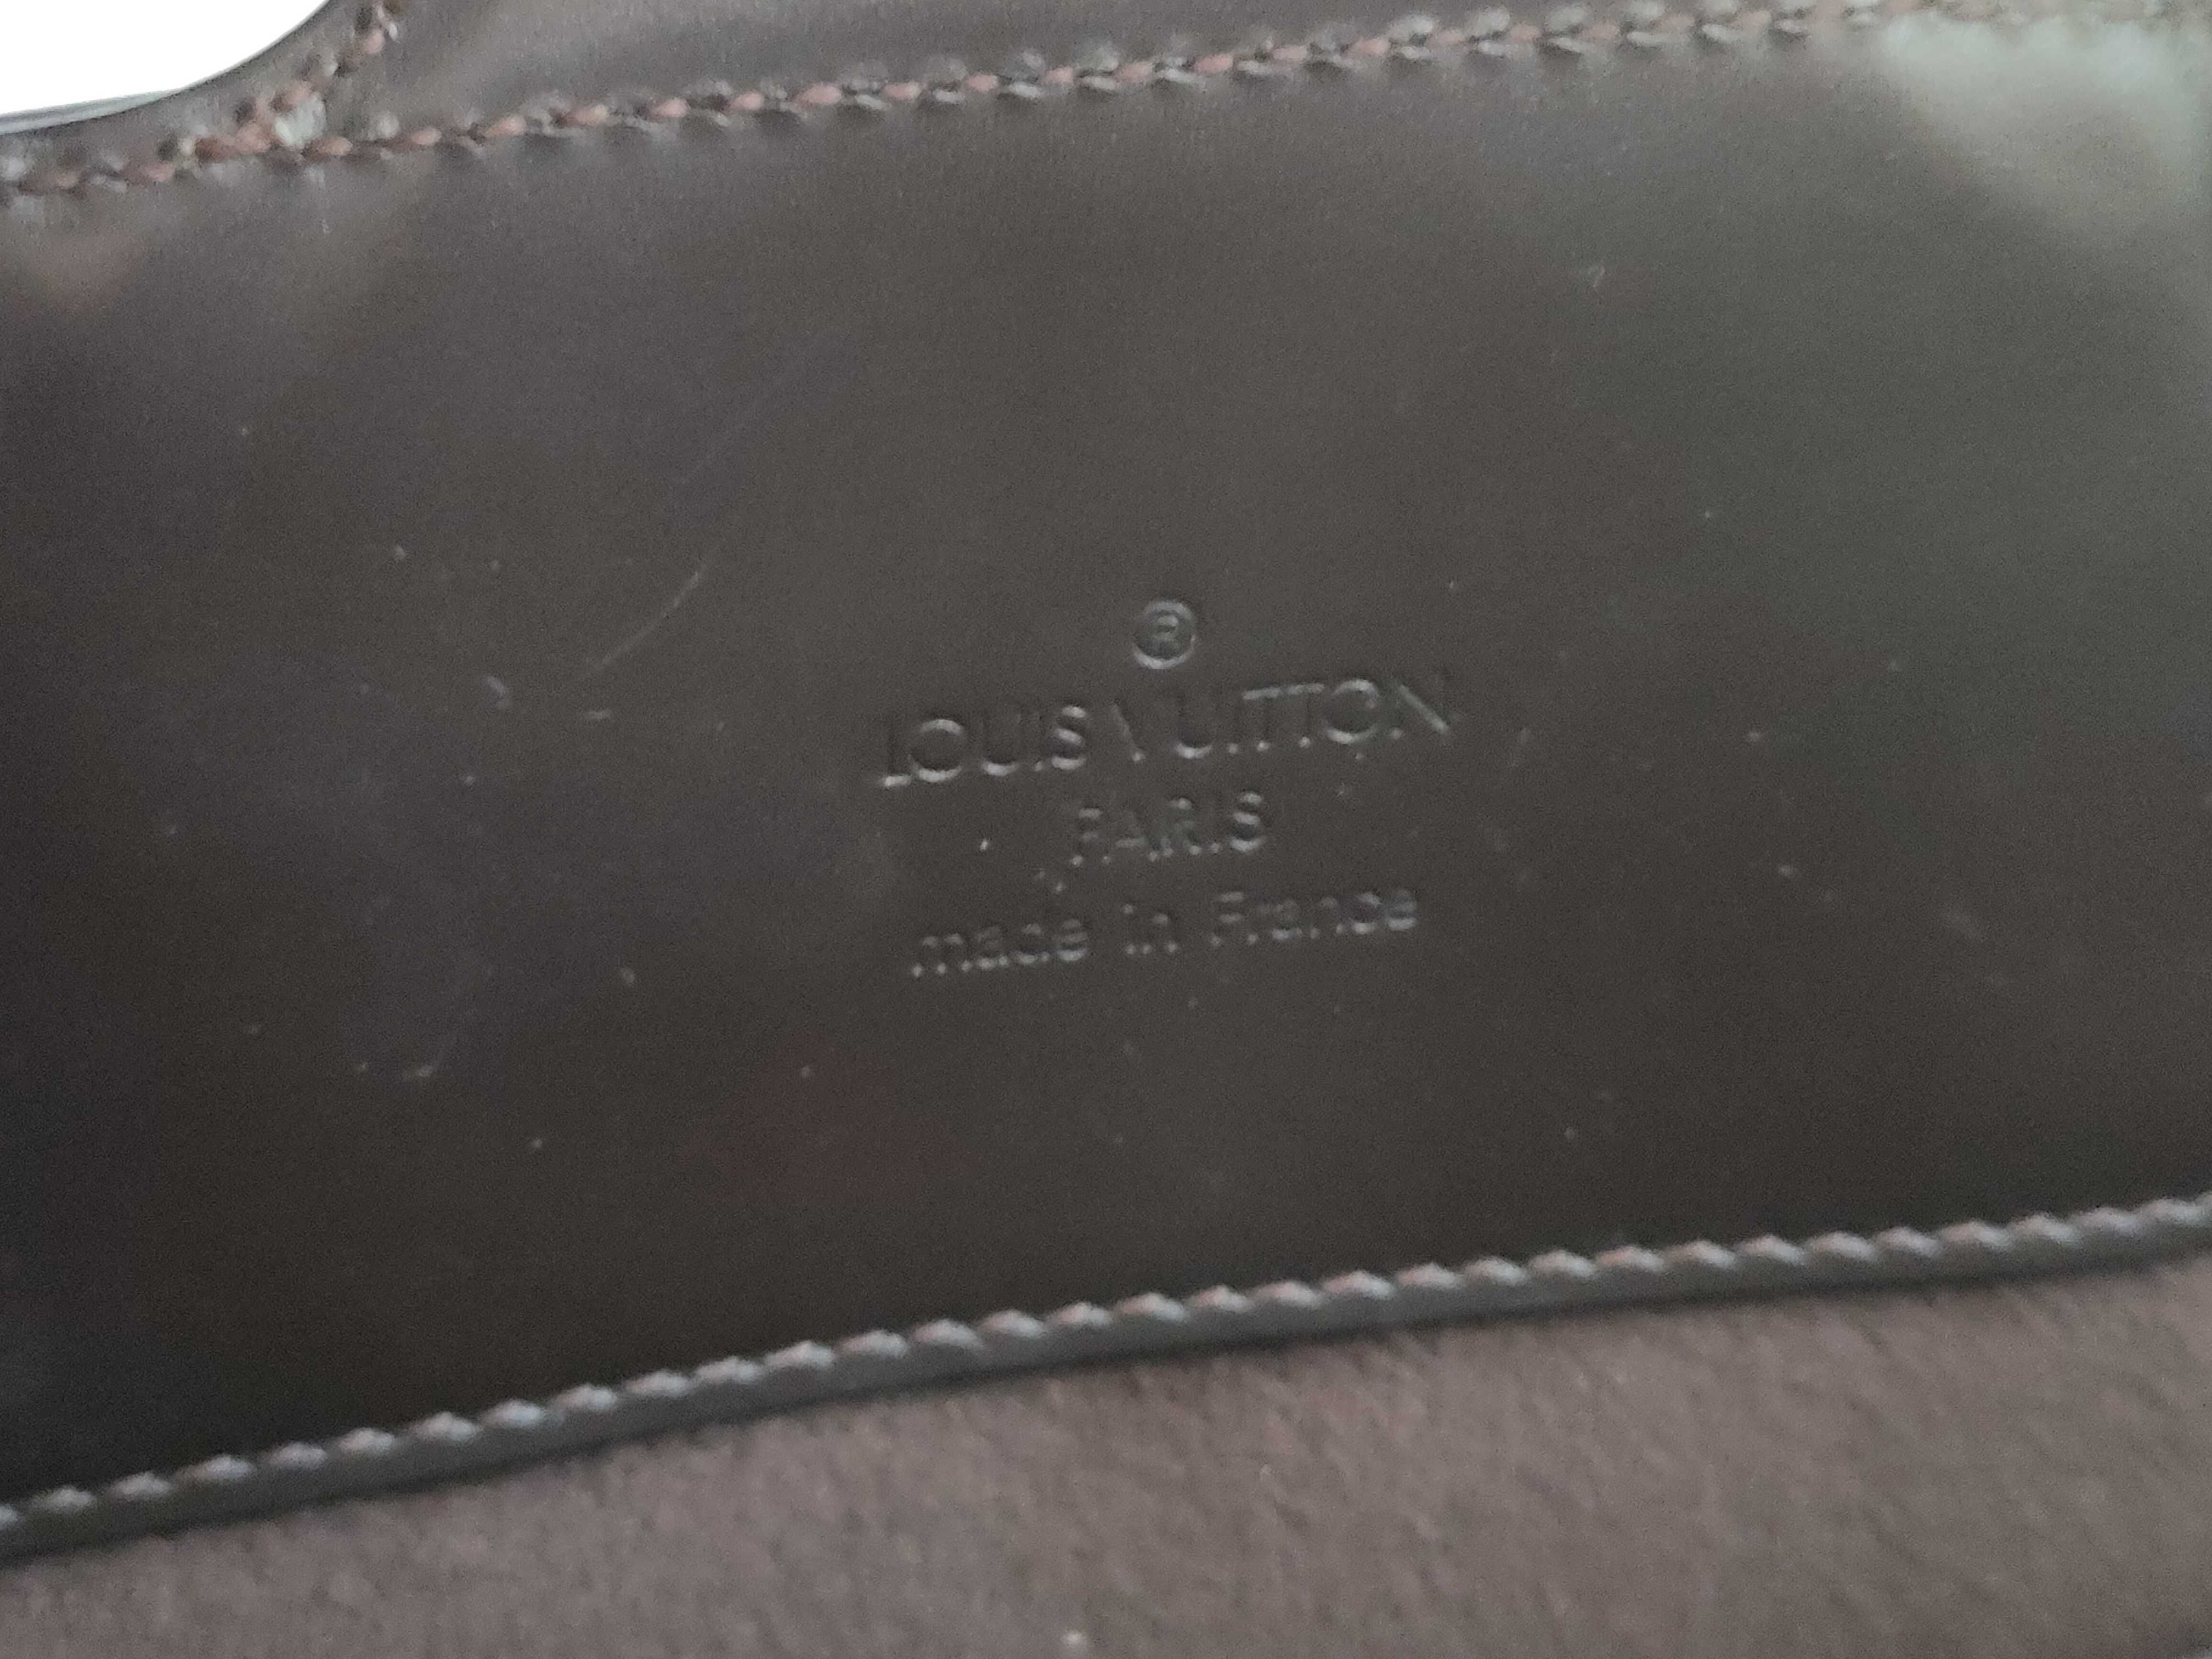 ®
LOUIS VUITTON
PARIS
made in France